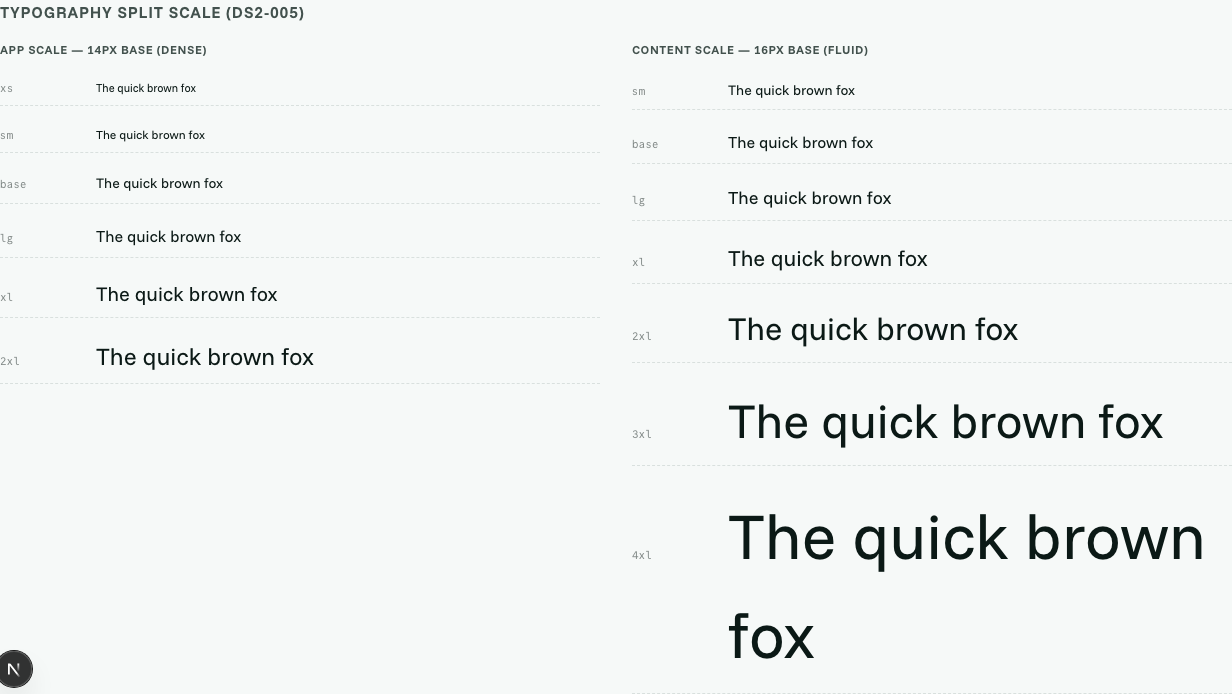 TYPOGRAPHY SPLIT SCALE (DS2-005)
APP SCALE — 14PX BASE (DENSE)
xs The quick brown fox
sm The quick brown fox
base The quick brown fox
lg The quick brown fox
xl The quick brown fox
2xl The quick brown fox
CONTENT SCALE — 16PX BASE (FLUID)
sm The quick brown fox
base The quick brown fox
lg The quick brown fox
xl The quick brown fox
2xl The quick brown fox
3xl The quick brown fox
4xl The quick brown
fox
N